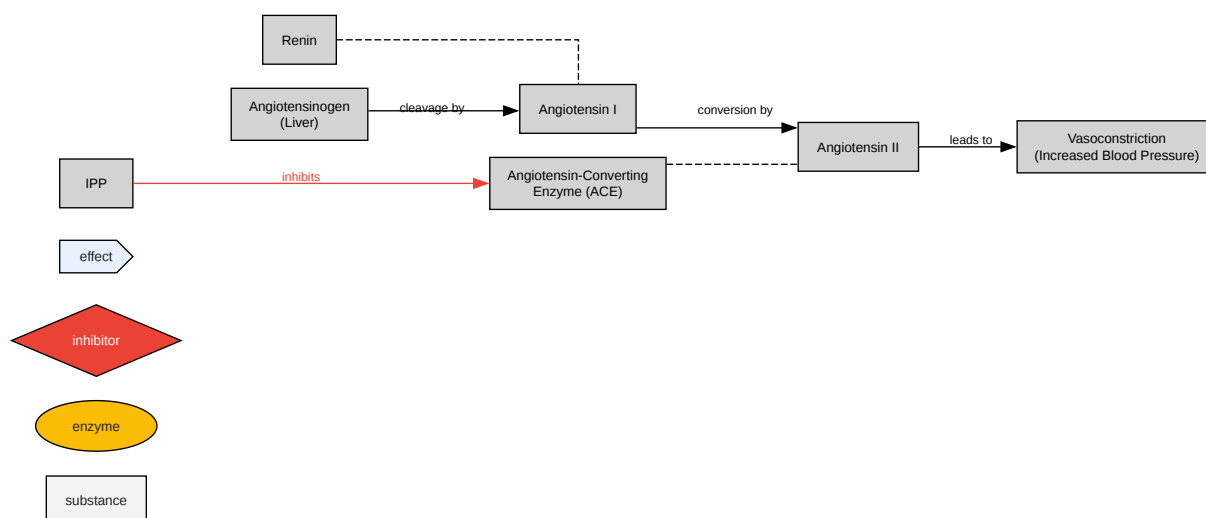 Renin
Angiotensinogen
(Liver)
cleavage by
Angiotensin I
conversion by
Angiotensin II
leads to
Vasoconstriction
(Increased Blood Pressure)
IPP
inhibits
Angiotensin-Converting
Enzyme (ACE)
effect
inhibitor
enzyme
substance